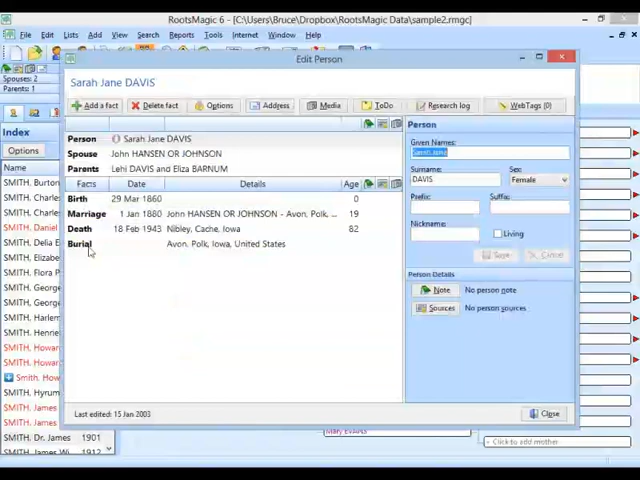 RootsMagic 6 - [C:\Users\Bruce\Dropbox\RootsMagic Data\sample2.rmgc]
File Edit Lists Add View Search Reports Tools Internet Window Help
Spouses: 2
Parents: 2
Index
Options
Name
SMITH, Burton
SMITH, Charle
SMITH, Charle
SMITH, Daniel
SMITH, Delia E
SMITH, Elizabe
SMITH, Flora
SMITH, George
SMITH, George
SMITH, Harlem
SMITH, Henne
SMITH, Howar
SMITH, Howar
Smith, How
SMITH, Hyrum
SMITH, James
SMITH, James
SMITH, Dr. James 1901
SMITH, James W... 1912
Edit Person
Sarah Jane DAVIS
Add a fact Delete fact Options Address Media ToDo Research log WebTags (0)
Person Sarah Jane DAVIS
Spouse John HANSEN OR JOHNSON
Parents Lehi DAVIS and Eliza BARNUM
Facts Date Details Age
Birth 29 Mar 1860 0
Marriage 1 Jan 1880 John HANSEN OR JOHNSON - Avon, Polk, ... 19
Death 18 Feb 1943 Nibley, Cache, Iowa 82
Burial Avon, Polk, Iowa, United States
Person
Given Names:
Sarah Jane
Surname: Sex:
DAVIS Female
Prefix: Suffix:
Nickname:
Living
Save Cancel
Person Details
Note No person note
Sources No person sources
Last edited: 15 Jan 2003
Close
Mary EVANS
+ Click to add mother